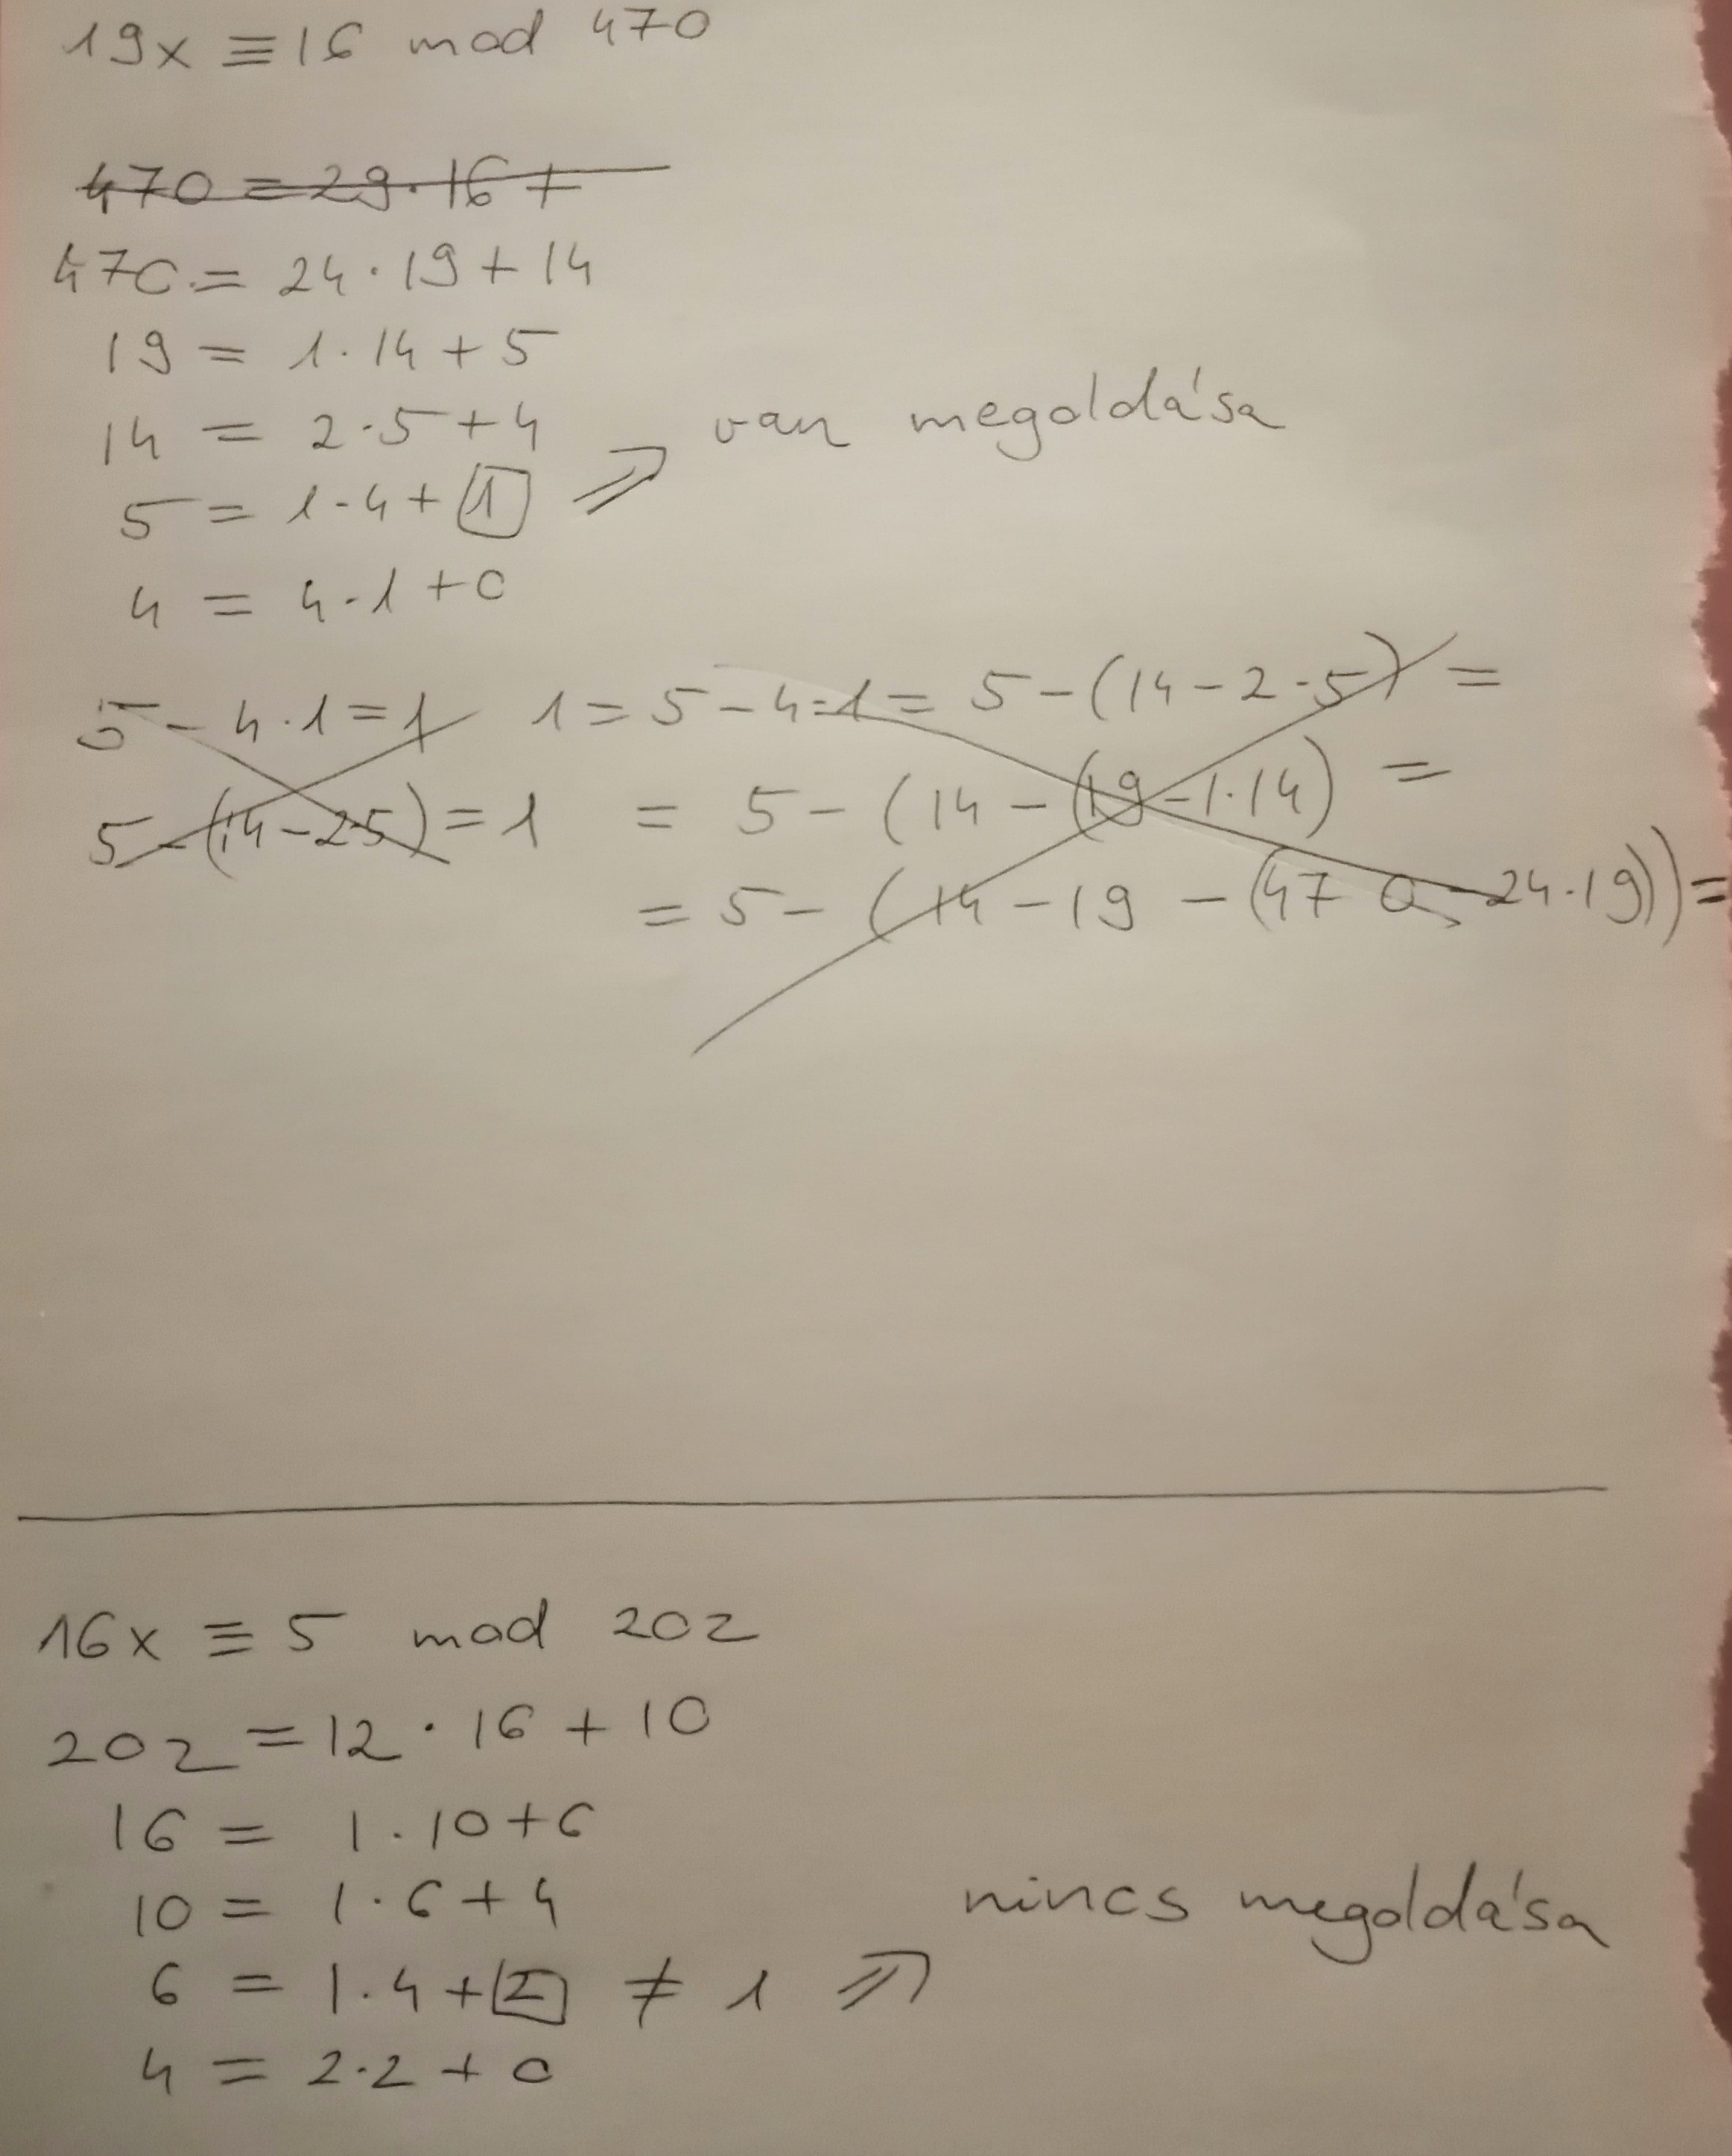 19x ≡ 16 mod 470
470 = 29·16 +
470 = 24·19 + 14
19 = 1·14 + 5
14 = 2·5 + 4
5 = 1·4 + 1 ⇒ van megoldása
4 = 4·1 + 0
5 - 4·1 = 1 1 = 5 - 4·1 = 5 - (14 - 2·5) =
5 - (14 - 2·5) = 1 = 5 - (14 - (19 - 1·14) =
= 5 - (14 - 19 - (470 - 24·19)) =
16x ≡ 5 mod 202
202 = 12·16 + 10
16 = 1·10 + 6
10 = 1·6 + 4
6 = 1·4 + 2 ≠ 1 ⇒ nincs megoldása
4 = 2·2 + 0